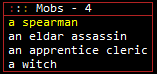 :::: Mobs - 4
a spearman
an eldar assassin
an apprentice cleric
a witch